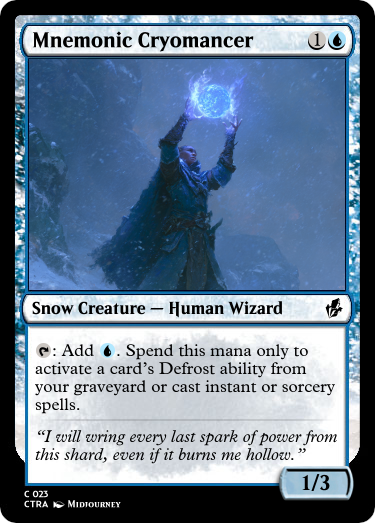 Mnemonic Cryomancer 1
Snow Creature — Human Wizard
: Add . Spend this mana only to
activate a card's Defrost ability from
your graveyard or cast instant or sorcery
spells.
“I will wring every last spark of power from
this shard, even if it burns me hollow.”
1/3
C 023
CTRA Midjourney